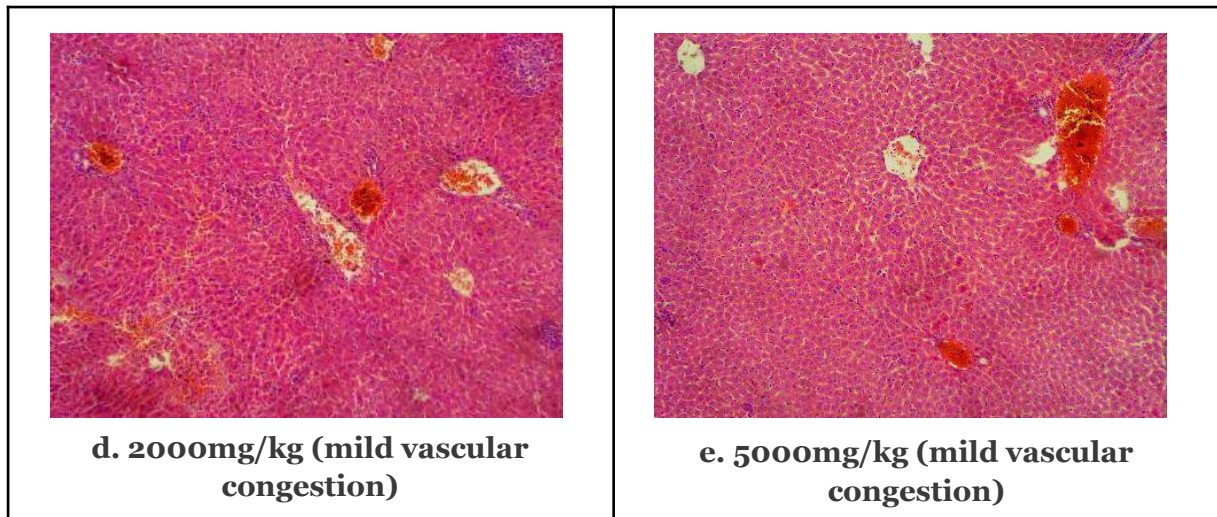 d. 2000mg/kg (mild vascular
congestion)
e. 5000mg/kg (mild vascular
congestion)